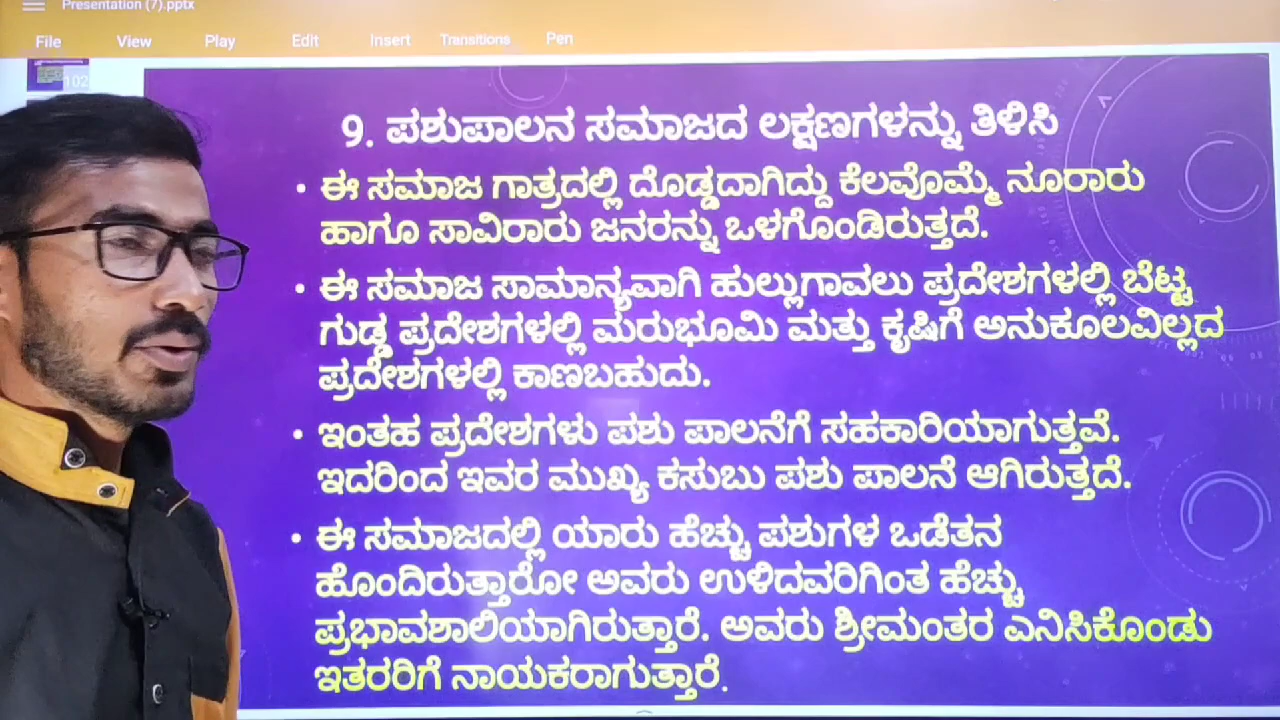 Presentation (7).pptx
File View Play Edit Insert Transitions Pen
102
9. ಪಶುಪಾಲನ ಸಮಾಜದ ಲಕ್ಷಣಗಳನ್ನು ತಿಳಿಸಿ
• ಈ ಸಮಾಜ ಗಾತ್ರದಲ್ಲಿ ದೊಡ್ಡದಾಗಿದ್ದು ಕೆಲವೊಮ್ಮೆ ನೂರಾರು
ಹಾಗೂ ಸಾವಿರಾರು ಜನರನ್ನು ಒಳಗೊಂಡಿರುತ್ತದೆ.
• ಈ ಸಮಾಜ ಸಾಮಾನ್ಯವಾಗಿ ಹುಲ್ಲುಗಾವಲು ಪ್ರದೇಶಗಳಲ್ಲಿ ಬೆಟ್ಟ
ಗುಡ್ಡ ಪ್ರದೇಶಗಳಲ್ಲಿ ಮರುಭೂಮಿ ಮತ್ತು ಕೃಷಿಗೆ ಅನುಕೂಲವಿಲ್ಲದ
ಪ್ರದೇಶಗಳಲ್ಲಿ ಕಾಣಬಹುದು.
• ಇಂತಹ ಪ್ರದೇಶಗಳು ಪಶು ಪಾಲನೆಗೆ ಸಹಕಾರಿಯಾಗುತ್ತವೆ.
ಇದರಿಂದ ಇವರ ಮುಖ್ಯ ಕಸುಬು ಪಶು ಪಾಲನೆ ಆಗಿರುತ್ತದೆ.
• ಈ ಸಮಾಜದಲ್ಲಿ ಯಾರು ಹೆಚ್ಚು ಪಶುಗಳ ಒಡೆತನ
ಹೊಂದಿರುತ್ತಾರೋ ಅವರು ಉಳಿದವರಿಗಿಂತ ಹೆಚ್ಚು
ಪ್ರಭಾವಶಾಲಿಯಾಗಿರುತ್ತಾರೆ. ಅವರು ಶ್ರೀಮಂತರ ಎನಿಸಿಕೊಂಡು
ಇತರರಿಗೆ ನಾಯಕರಾಗುತ್ತಾರೆ.